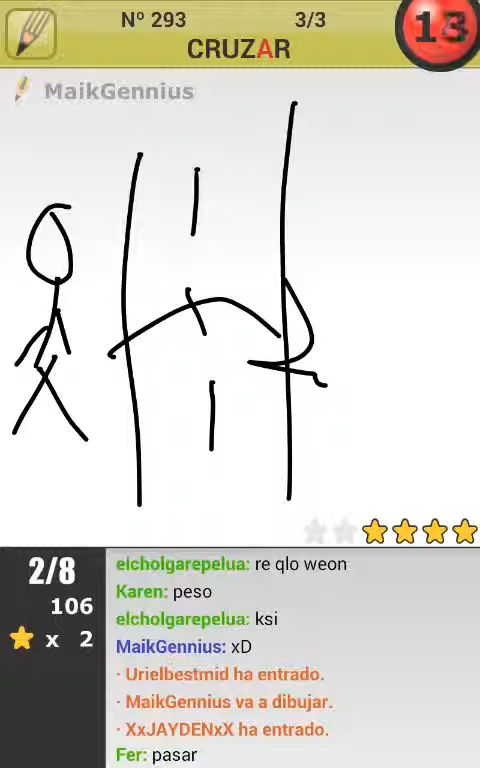 Nº 293
3/3
13
CRUZAR
MaikGennius
2/8
106
x 2
elcholgarepelua: re qlo weon
Karen: peso
elcholgarepelua: ksi
MaikGennius: xD
· Urielbestmid ha entrado.
· MaikGennius va a dibujar.
· XxJAYDENxX ha entrado.
Fer: pasar